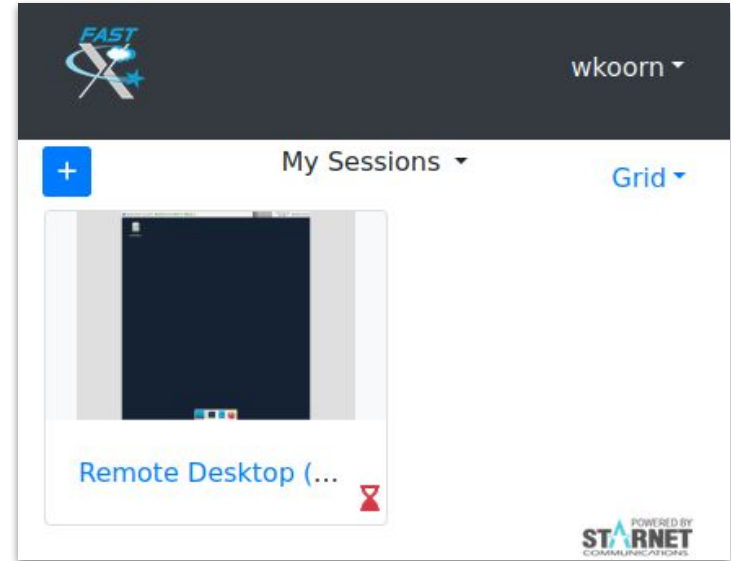 FAST
X
wkoorn
+
My Sessions
Grid
Remote Desktop (...
POWERED BY
STARNET
COMMUNICATIONS